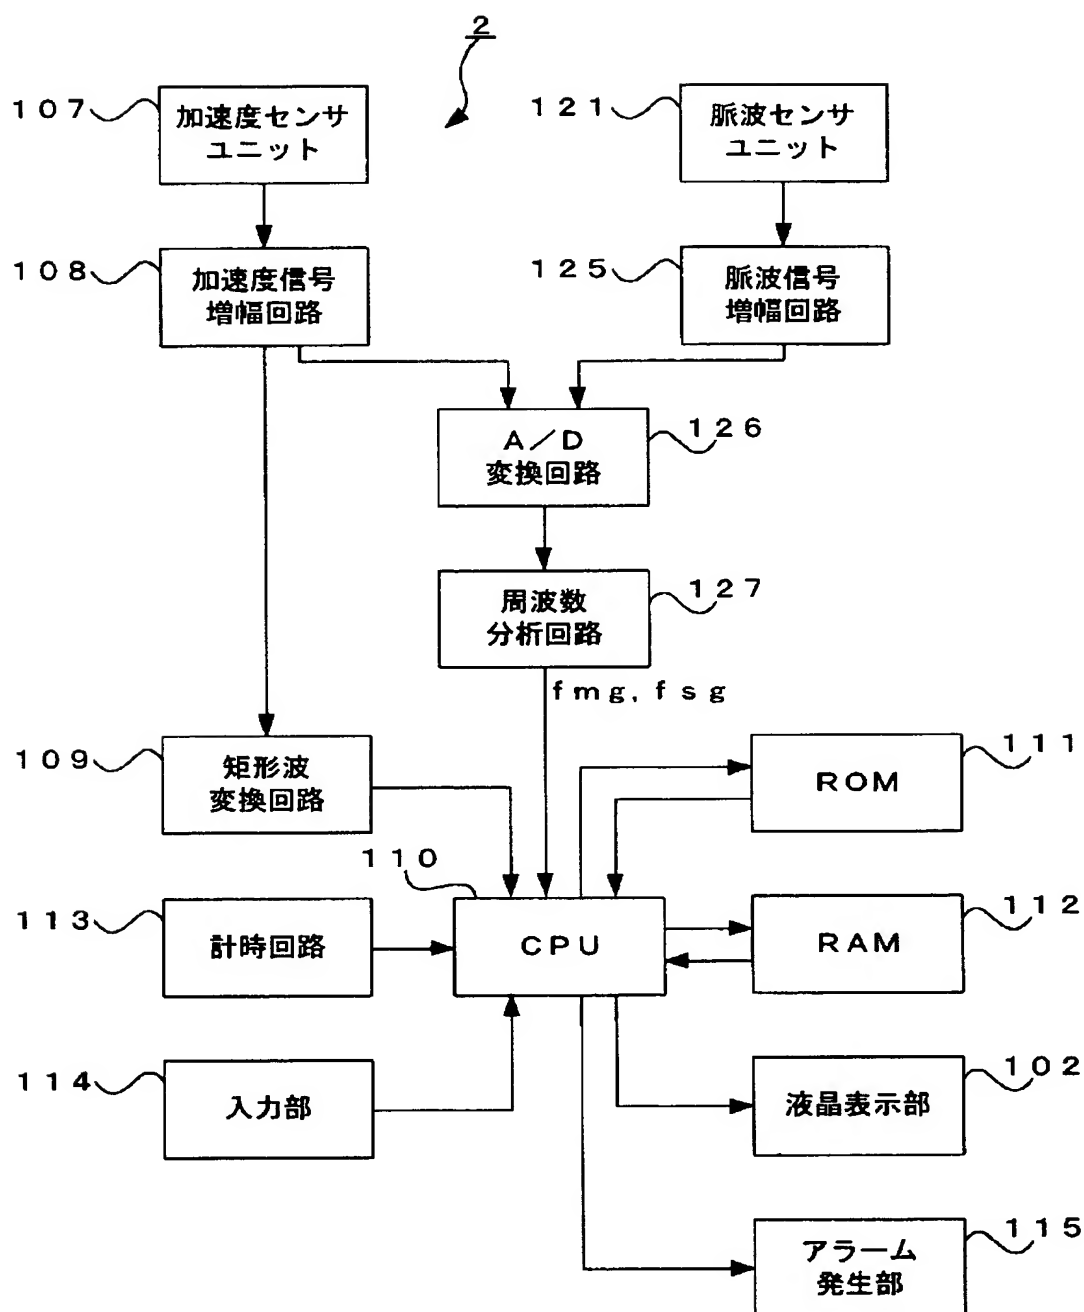 2
107
加速度センサ
ユニット
121
脈波センサ
ユニット
108
加速度信号
増幅回路
125
脈波信号
増幅回路
A/D
変換回路
126
周波数
分析回路
127
fmg, fsg
109
矩形波
変換回路
ROM
111
110
113
計時回路
CPU
RAM
112
114
入力部
液晶表示部
102
アラーム
発生部
115